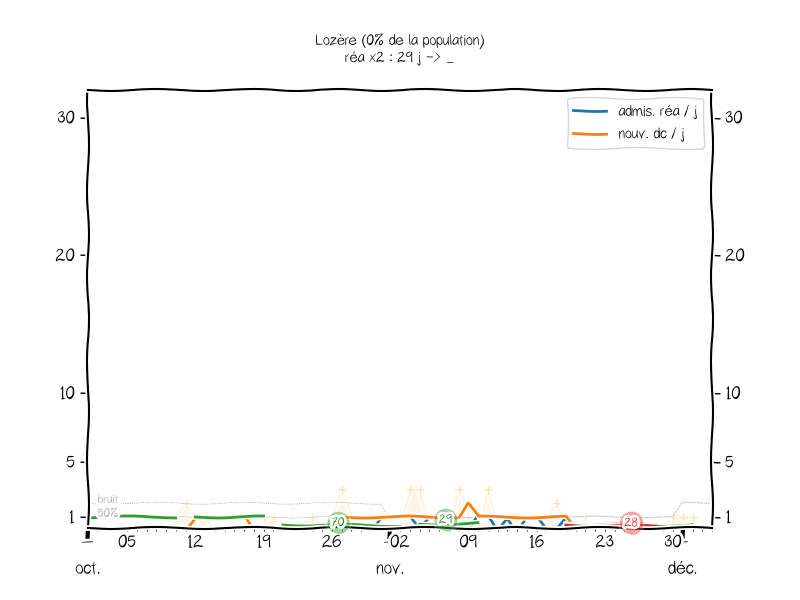 Lozère (0% de la population)
réa x2 : 29 j -> _
admis. réa / j
nouv. dc / j
30 30
20 20
10 10
5 5
1 1
bruit
50%
70 29 28
05 12 19 26 02 09 16 23 30
oct. nov. déc.